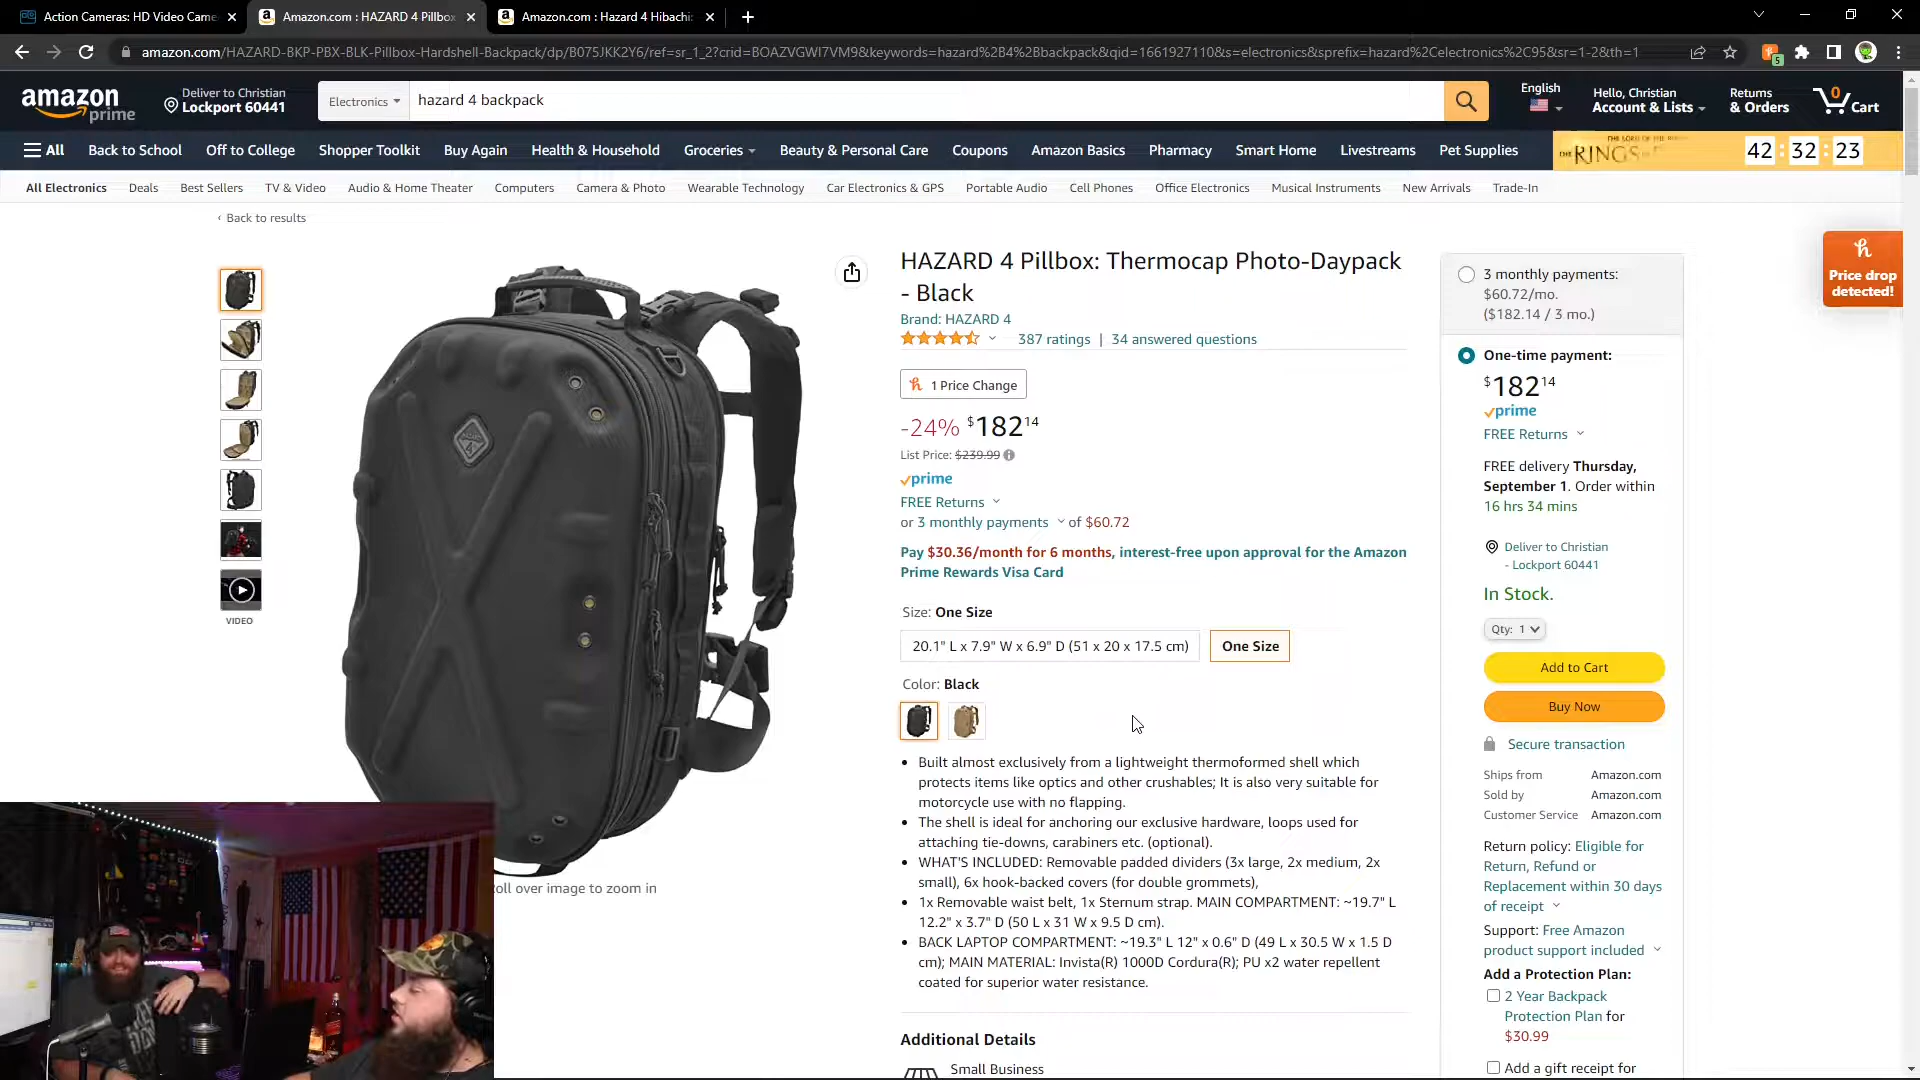 Action Cameras: HD Video Came
Amazon.com : HAZARD 4 Pillbox
Amazon.com : Hazard 4 Hibachi
amazon.com/HAZARD-BKP-PBX-BLK-Pillbox-Hardshell-Backpack/dp/B075JKK2Y6/ref=sr_1_2?crid=BOAZVGWI7VM9&keywords=hazard%2B4%2Bbackpack&qid=1661927110&s=electronics&sprefix=hazard%2Celectronics%2C95&sr=1-2&th=1
5
amazon
prime
Deliver to Christian
Lockport 60441
Electronics
hazard 4 backpack
English
Hello, Christian
Account & Lists
Returns
& Orders
0
Cart
All
Back to School
Off to College
Shopper Toolkit
Buy Again
Health & Household
Groceries
Beauty & Personal Care
Coupons
Amazon Basics
Pharmacy
Smart Home
Livestreams
Pet Supplies
THE RINGS
42 : 32 : 23
All Electronics
Deals
Best Sellers
TV & Video
Audio & Home Theater
Computers
Camera & Photo
Wearable Technology
Car Electronics & GPS
Portable Audio
Cell Phones
Office Electronics
Musical Instruments
New Arrivals
Trade-In
‹ Back to results
VIDEO
HAZARD
4
oll over image to zoom in
HAZARD 4 Pillbox: Thermocap Photo-Daypack
- Black
Brand: HAZARD 4
387 ratings | 34 answered questions
1 Price Change
-24% $182 14
List Price: $239.99
prime
FREE Returns
or 3 monthly payments of $60.72
Pay $30.36/month for 6 months, interest-free upon approval for the Amazon
Prime Rewards Visa Card
Size: One Size
20.1" L x 7.9" W x 6.9" D (51 x 20 x 17.5 cm)
One Size
Color: Black
• Built almost exclusively from a lightweight thermoformed shell which
protects items like optics and other crushables; It is also very suitable for
motorcycle use with no flapping.
• The shell is ideal for anchoring our exclusive hardware, loops used for
attaching tie-downs, carabiners etc. (optional).
• WHAT'S INCLUDED: Removable padded dividers (3x large, 2x medium, 2x
small), 6x hook-backed covers (for double grommets),
• 1x Removable waist belt, 1x Sternum strap. MAIN COMPARTMENT: ~19.7" L
12.2" x 3.7" D (50 L x 31 W x 9.5 D cm).
• BACK LAPTOP COMPARTMENT: ~19.3" L 12" x 0.6" D (49 L x 30.5 W x 1.5 D
cm); MAIN MATERIAL: Invista(R) 1000D Cordura(R); PU x2 water repellent
coated for superior water resistance.
Additional Details
Small Business
3 monthly payments:
$60.72/mo.
($182.14 / 3 mo.)
One-time payment:
$182 14
prime
FREE Returns
FREE delivery Thursday,
September 1. Order within
16 hrs 34 mins
Deliver to Christian
- Lockport 60441
In Stock.
Qty: 1
Add to Cart
Buy Now
Secure transaction
Ships from Amazon.com
Sold by Amazon.com
Customer Service Amazon.com
Return policy: Eligible for
Return, Refund or
Replacement within 30 days
of receipt
Support: Free Amazon
product support included
Add a Protection Plan:
2 Year Backpack
Protection Plan for
$30.99
Add a gift receipt for
Price drop
detected!